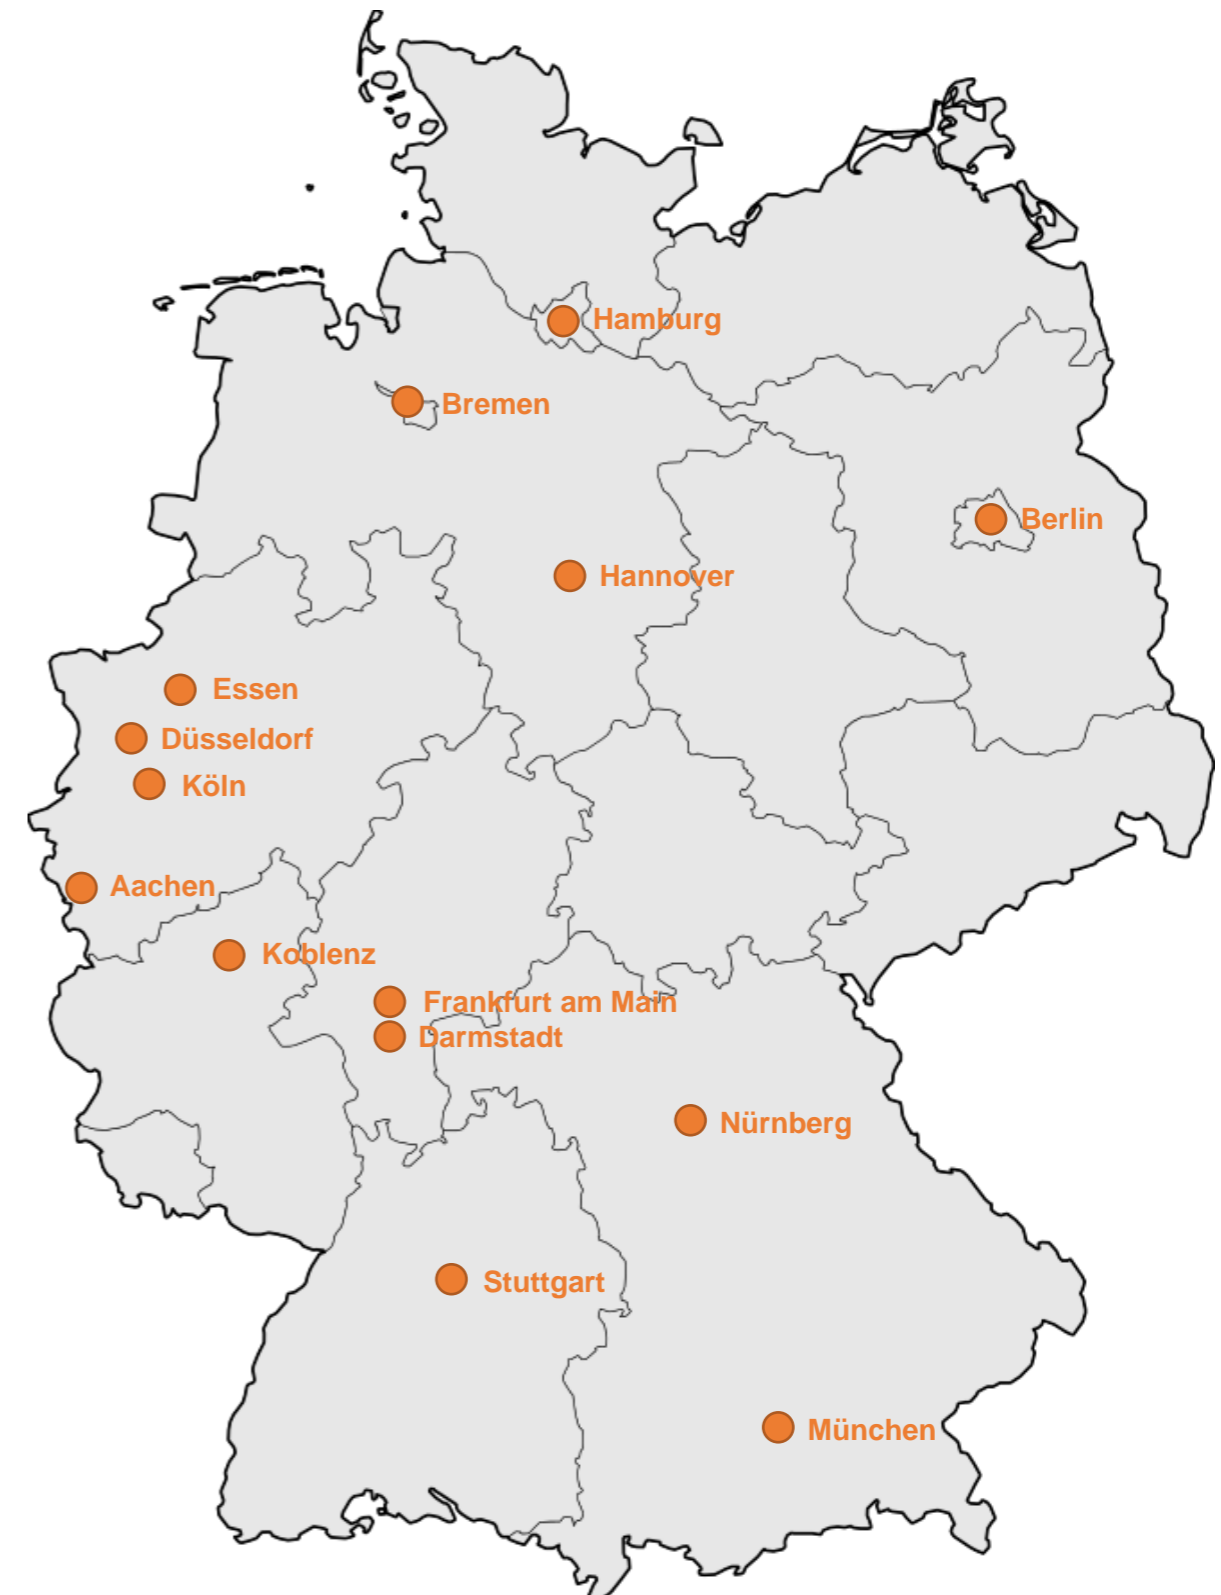 Hamburg
Bremen
Berlin
Hannover
Essen
Düsseldorf
Köln
Aachen
Koblenz
Frankfurt am Main
Darmstadt
Nürnberg
Stuttgart
München